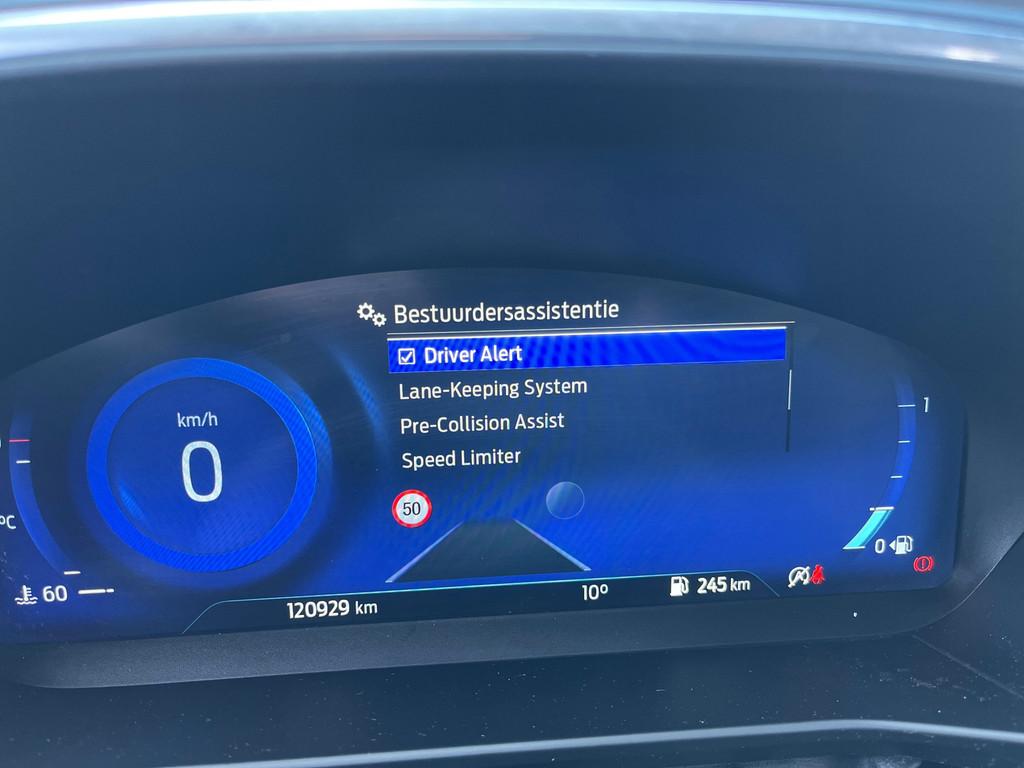 Bestuurdersassistentie
Driver Alert
Lane-Keeping System
Pre-Collision Assist
Speed Limiter
km/h
0
50
1
0
°C
60
120929 km
10°
245 km